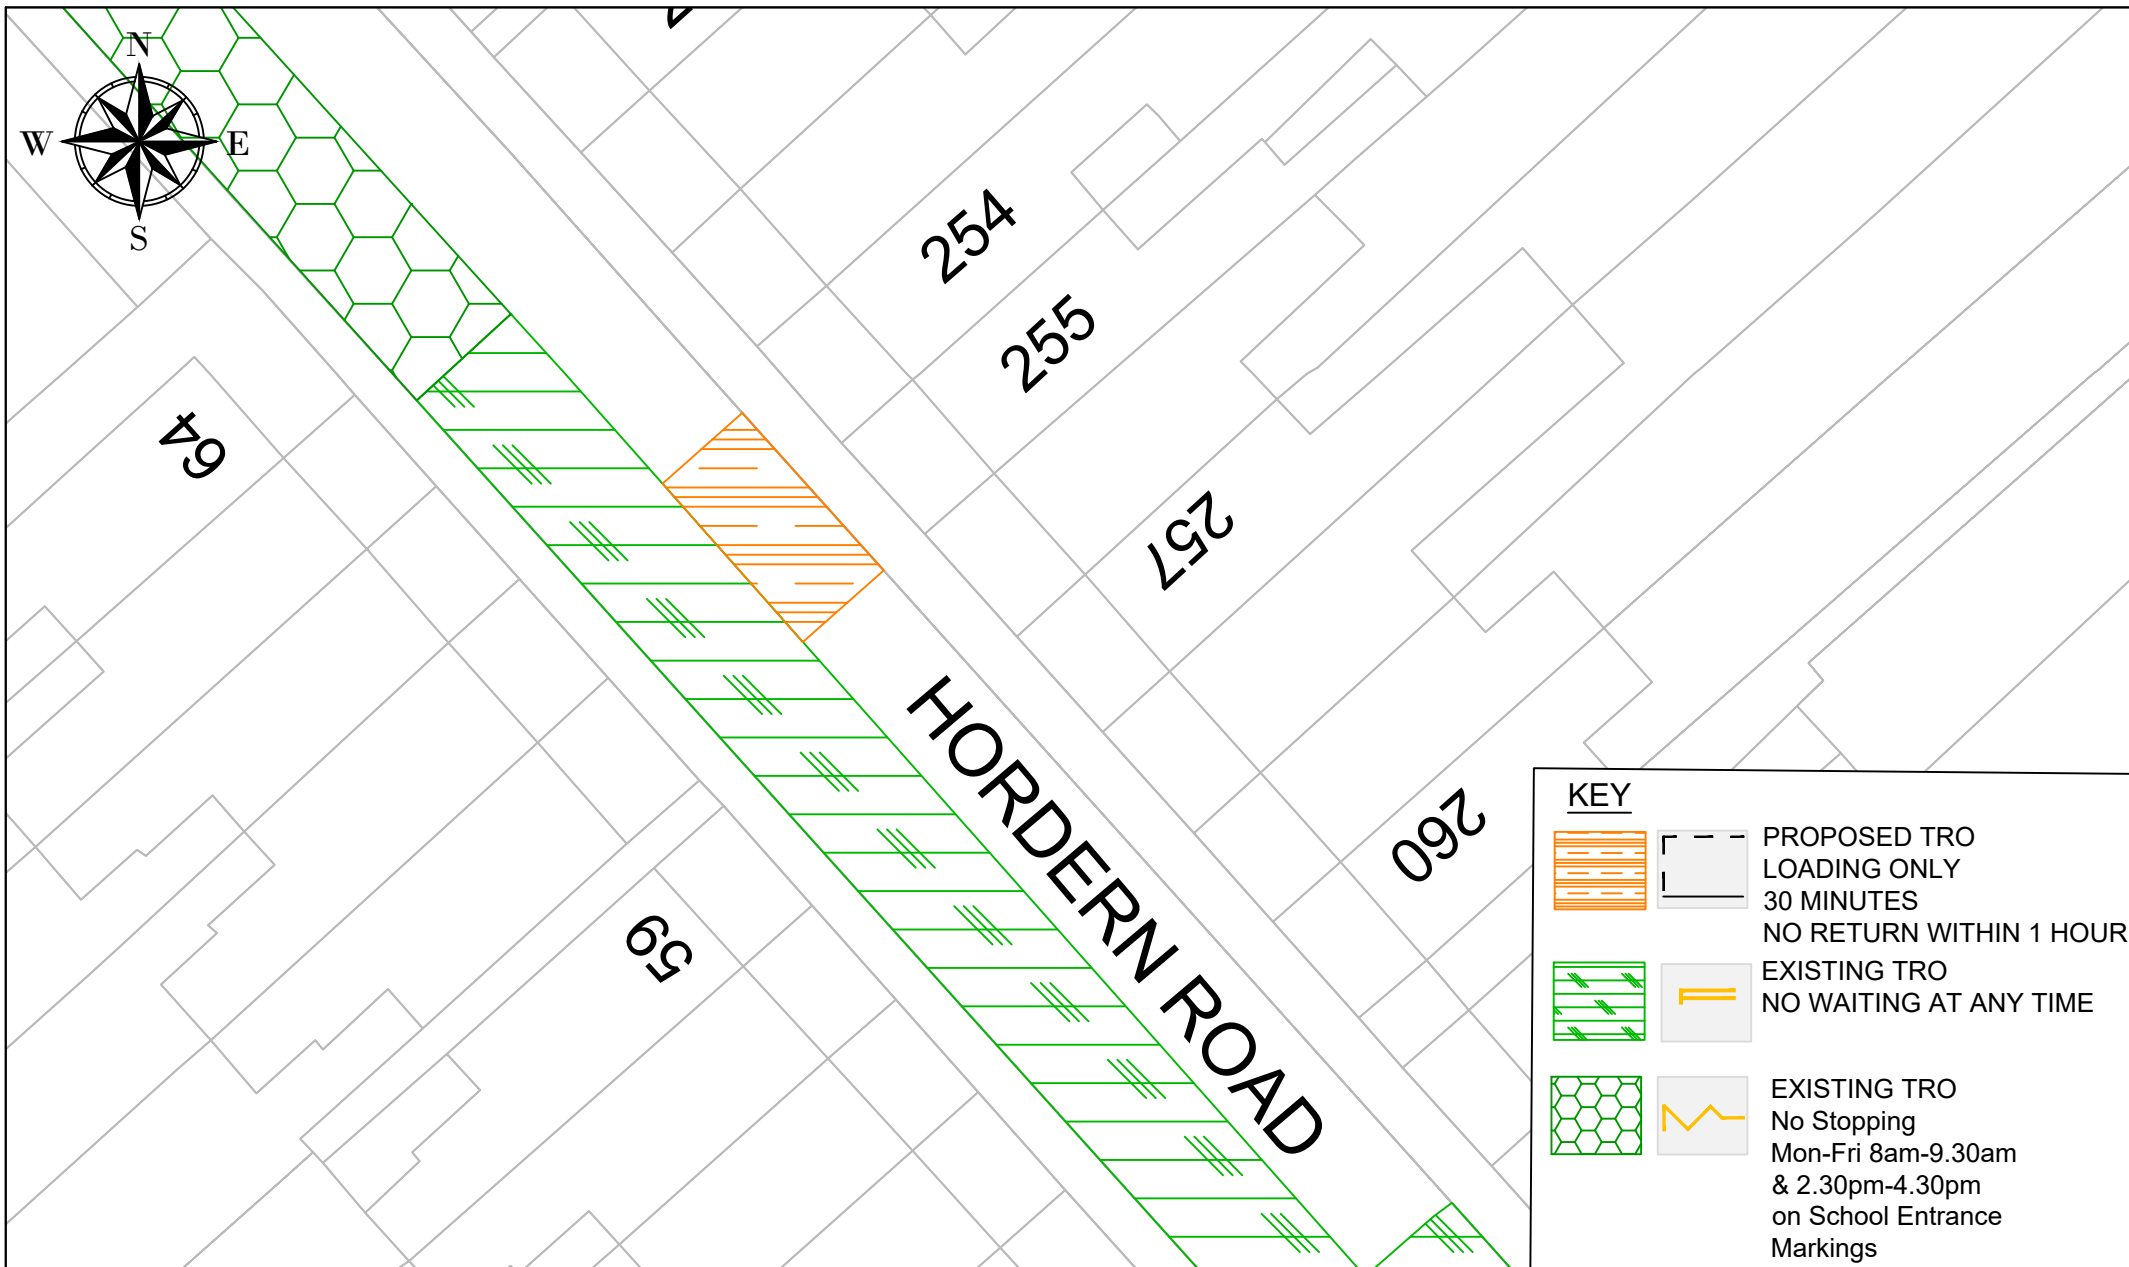 N
W
E
S
254
255
257
260
64
59
HORDERN ROAD
KEY
PROPOSED TRO
LOADING ONLY
30 MINUTES
NO RETURN WITHIN 1 HOUR
EXISTING TRO
NO WAITING AT ANY TIME
EXISTING TRO
No Stopping
Mon-Fri 8am-9.30am
& 2.30pm-4.30pm
on School Entrance
Markings